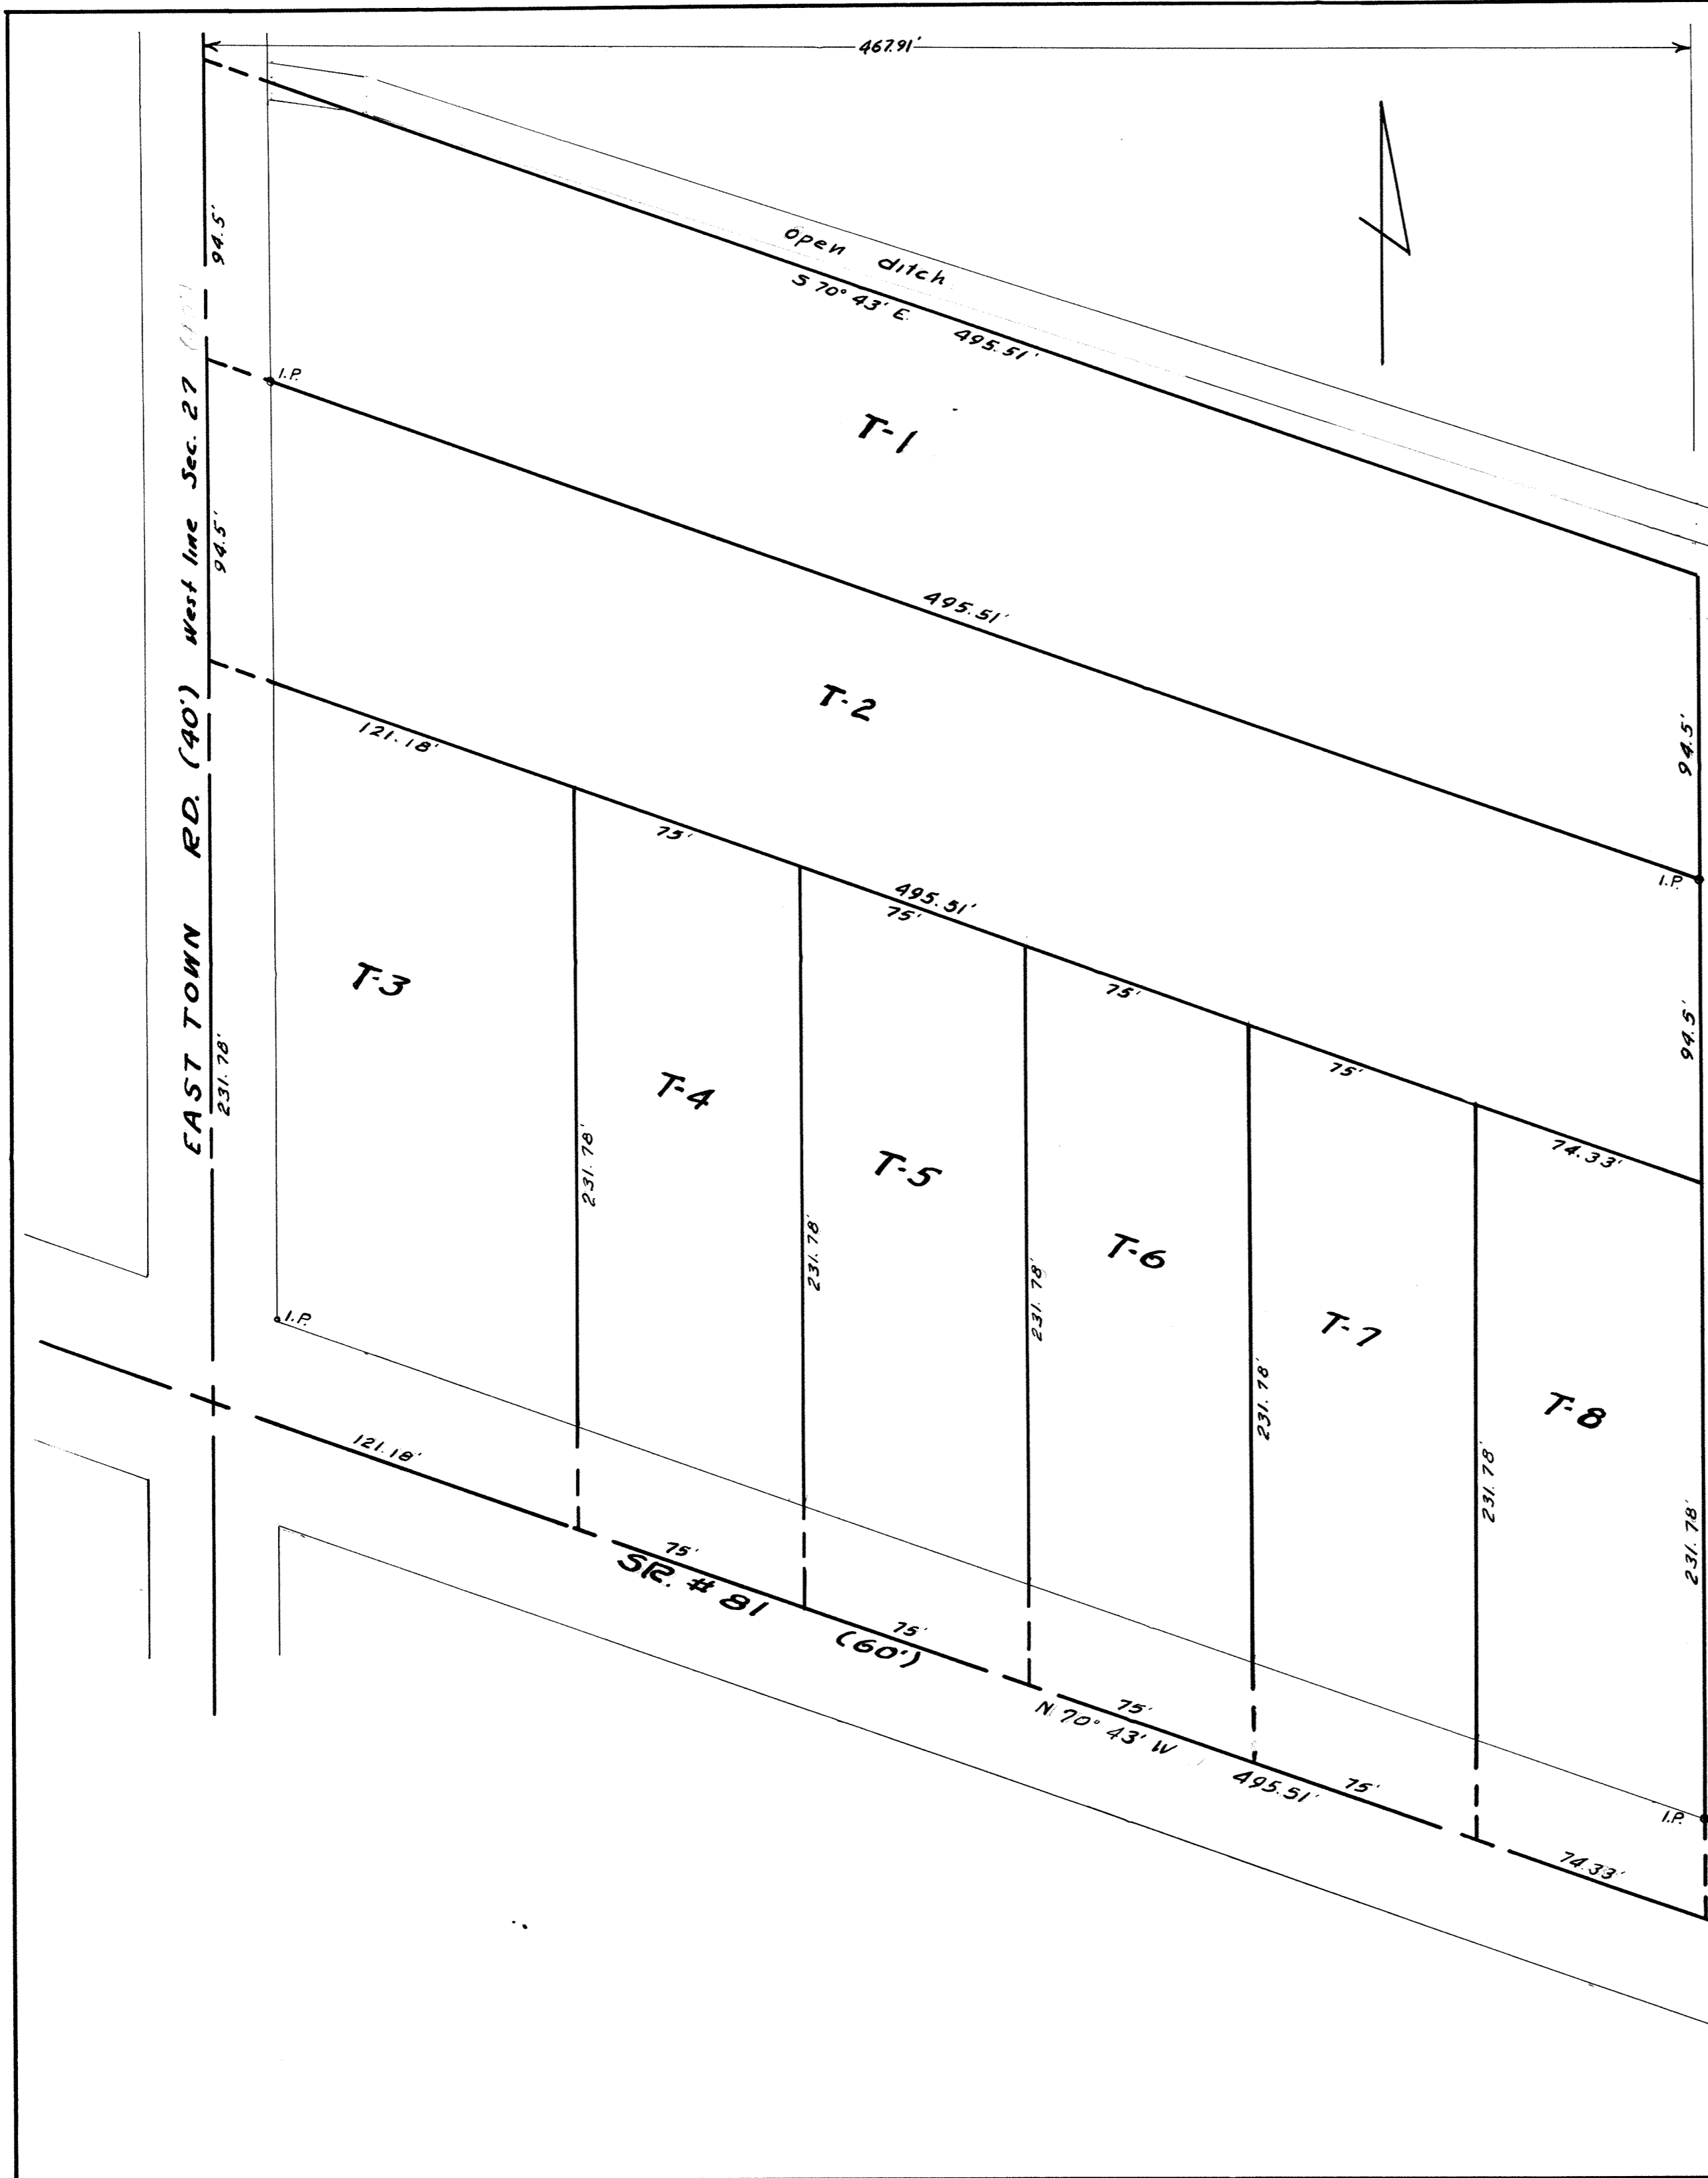 467.91'
open ditch
S 70° 43' E. 495.51'
94.5'
I.P.
T-1
EAST TOWN RD. (40') West line Sec. 27
94.5'
495.51'
T-2
94.5'
I.P.
121.18'
75'
495.51'
75'
75'
75'
74.33'
94.5'
T-3
T-4
T-5
T-6
T-7
T-8
231.78'
231.78'
231.78'
231.78'
231.78'
231.78'
231.78'
I.P.
I.P.
121.18'
75'
75'
75'
75'
74.33'
SR. # 81 (60')
N 70° 43' W 495.51'